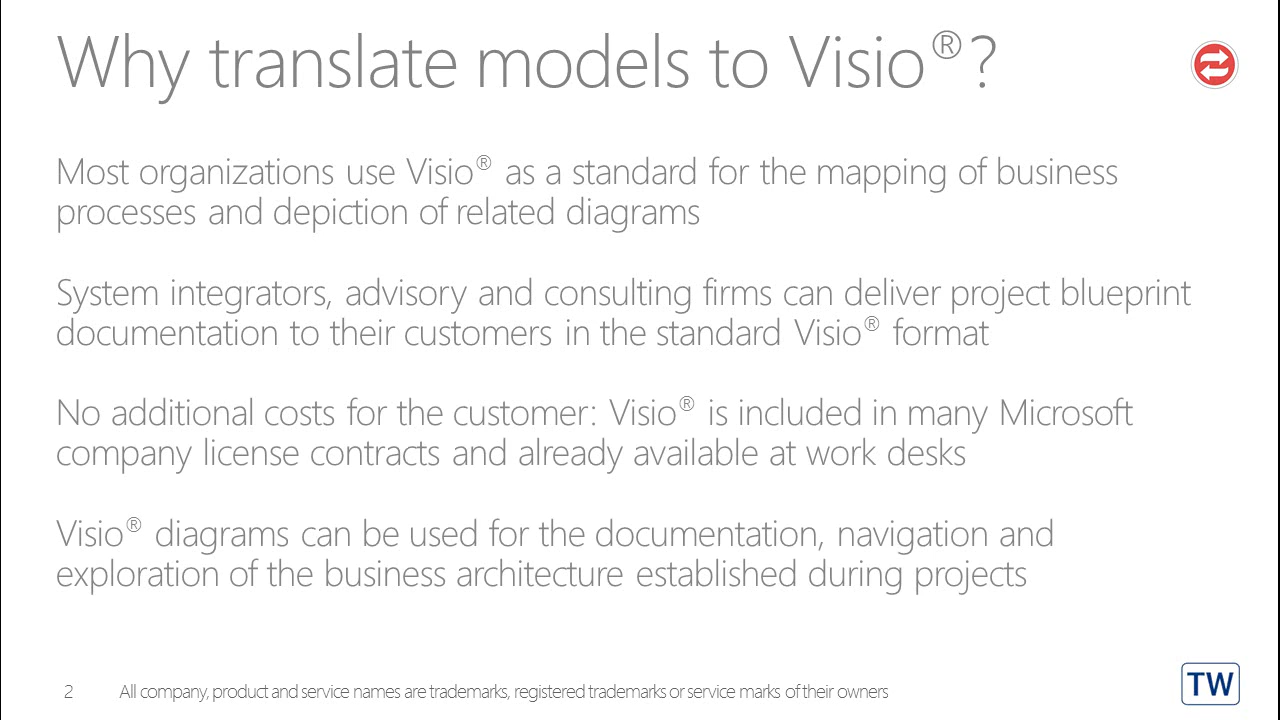 Why translate models to Visio®?
Most organizations use Visio® as a standard for the mapping of business
processes and depiction of related diagrams
System integrators, advisory and consulting firms can deliver project blueprint
documentation to their customers in the standard Visio® format
No additional costs for the customer: Visio® is included in many Microsoft
company license contracts and already available at work desks
Visio® diagrams can be used for the documentation, navigation and
exploration of the business architecture established during projects
2 All company, product and service names are trademarks, registered trademarks or service marks of their owners
TW